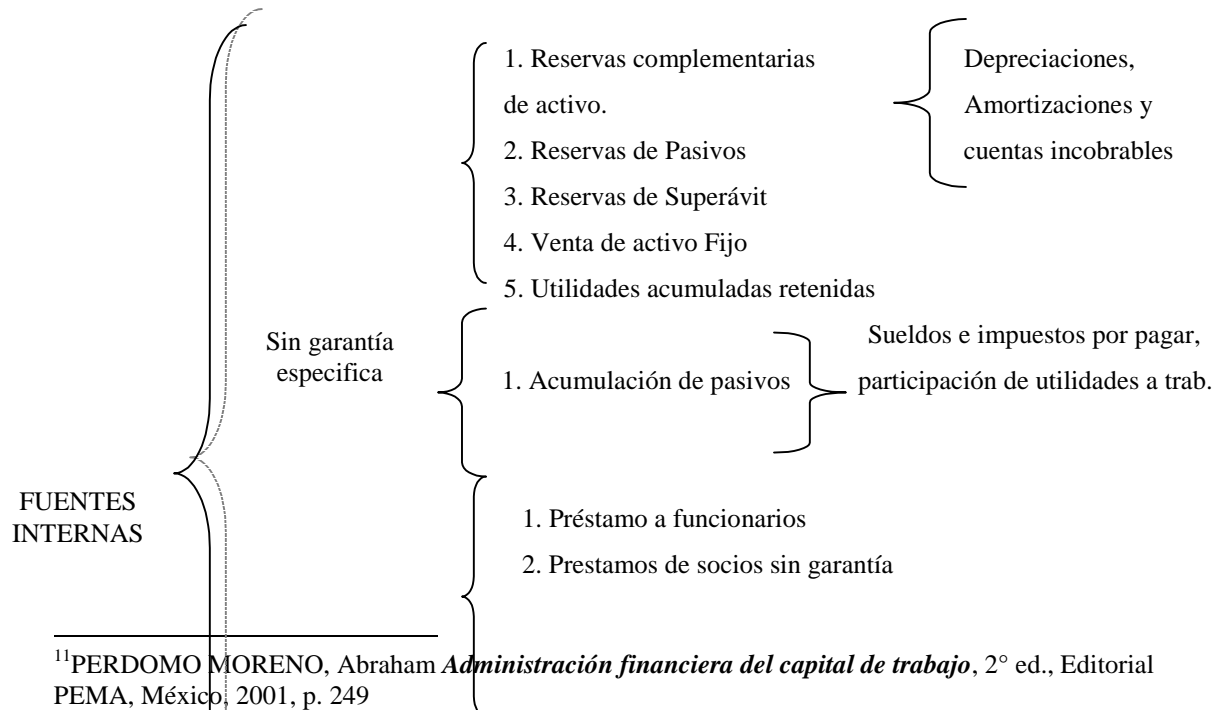 1. Reservas complementarias
de activo.
2. Reservas de Pasivos
3. Reservas de Superávit
4. Venta de activo Fijo
5. Utilidades acumuladas retenidas
Depreciaciones,
Amortizaciones y
cuentas incobrables
Sin garantía
especifica
1. Acumulación de pasivos
Sueldos e impuestos por pagar,
participación de utilidades a trab.
FUENTES
INTERNAS
1. Préstamo a funcionarios
2. Prestamos de socios sin garantía
11PERDOMO MORENO, Abraham Administración financiera del capital de trabajo, 2° ed., Editorial
PEMA, México, 2001, p. 249